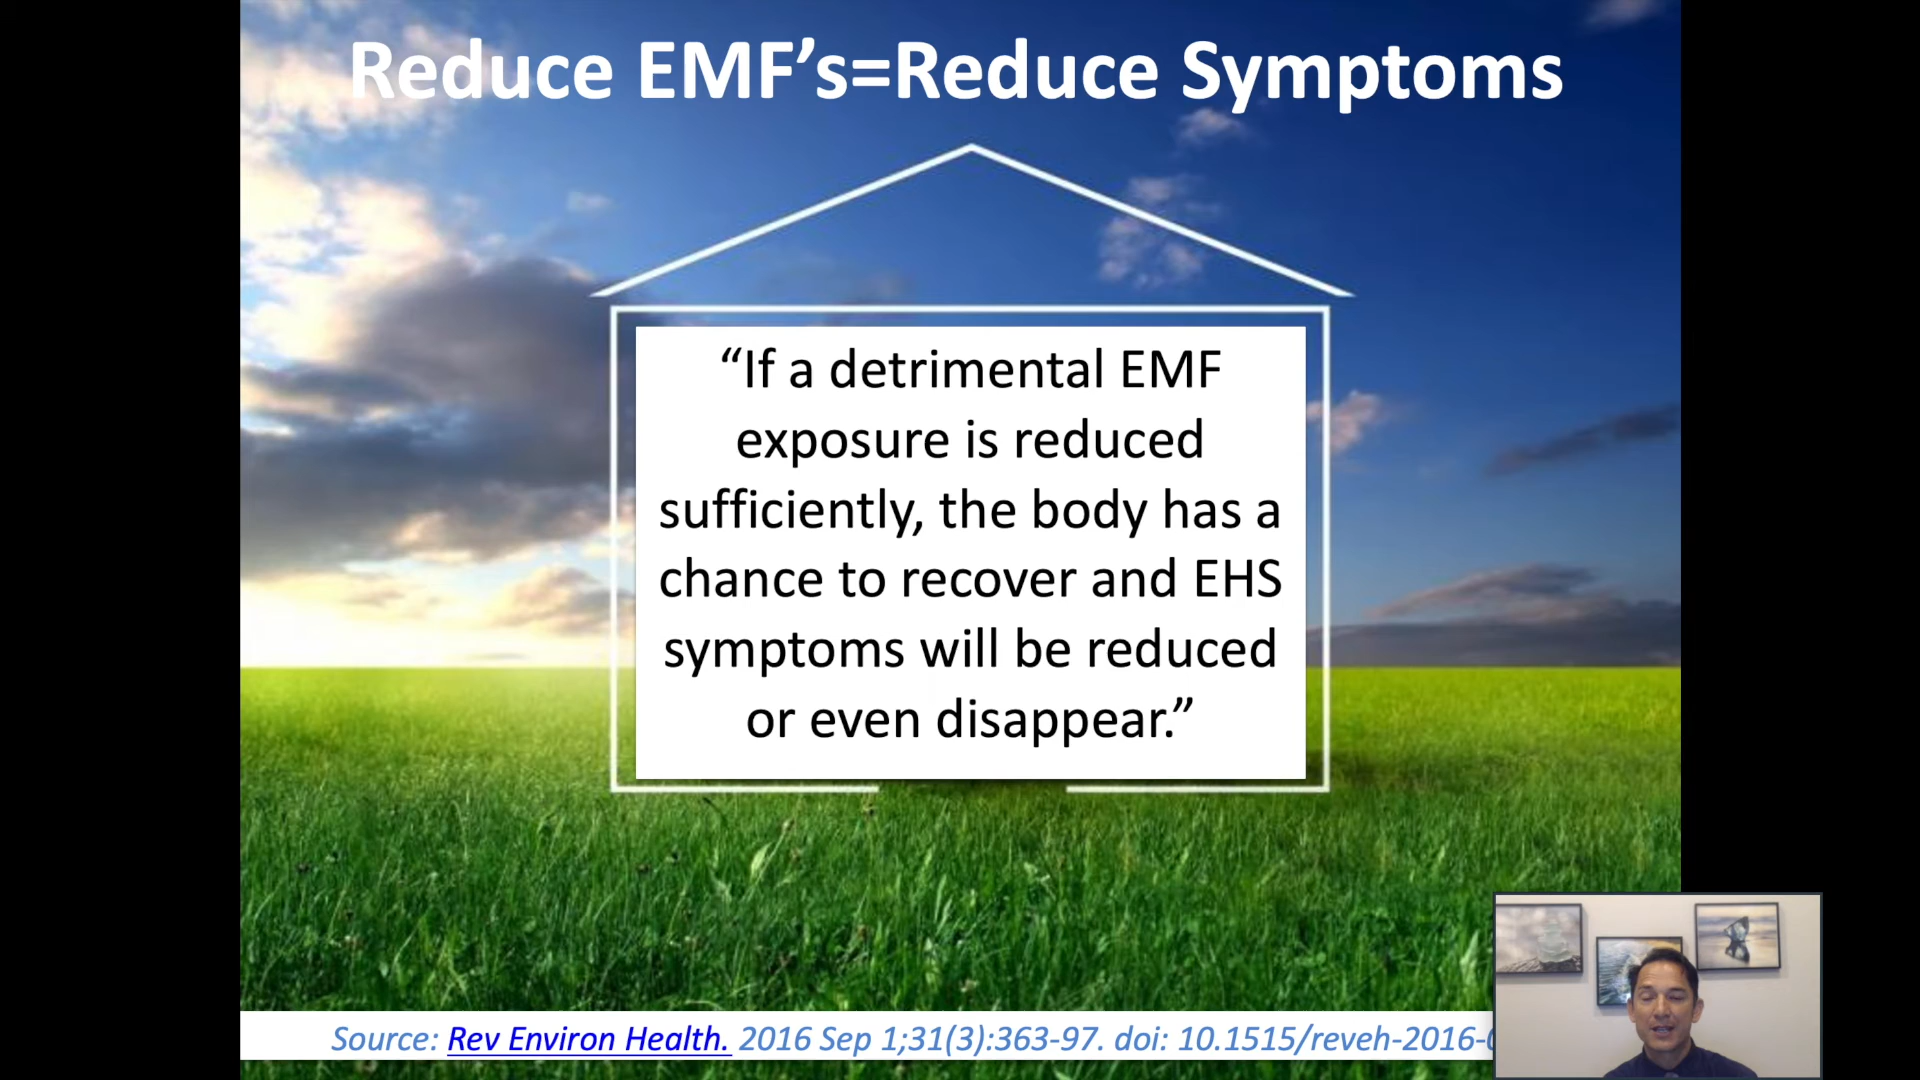 Reduce EMF’s=Reduce Symptoms
“If a detrimental EMF
exposure is reduced
sufficiently, the body has a
chance to recover and EHS
symptoms will be reduced
or even disappear.”
Source: Rev Environ Health. 2016 Sep 1;31(3):363-97. doi: 10.1515/reveh-2016-